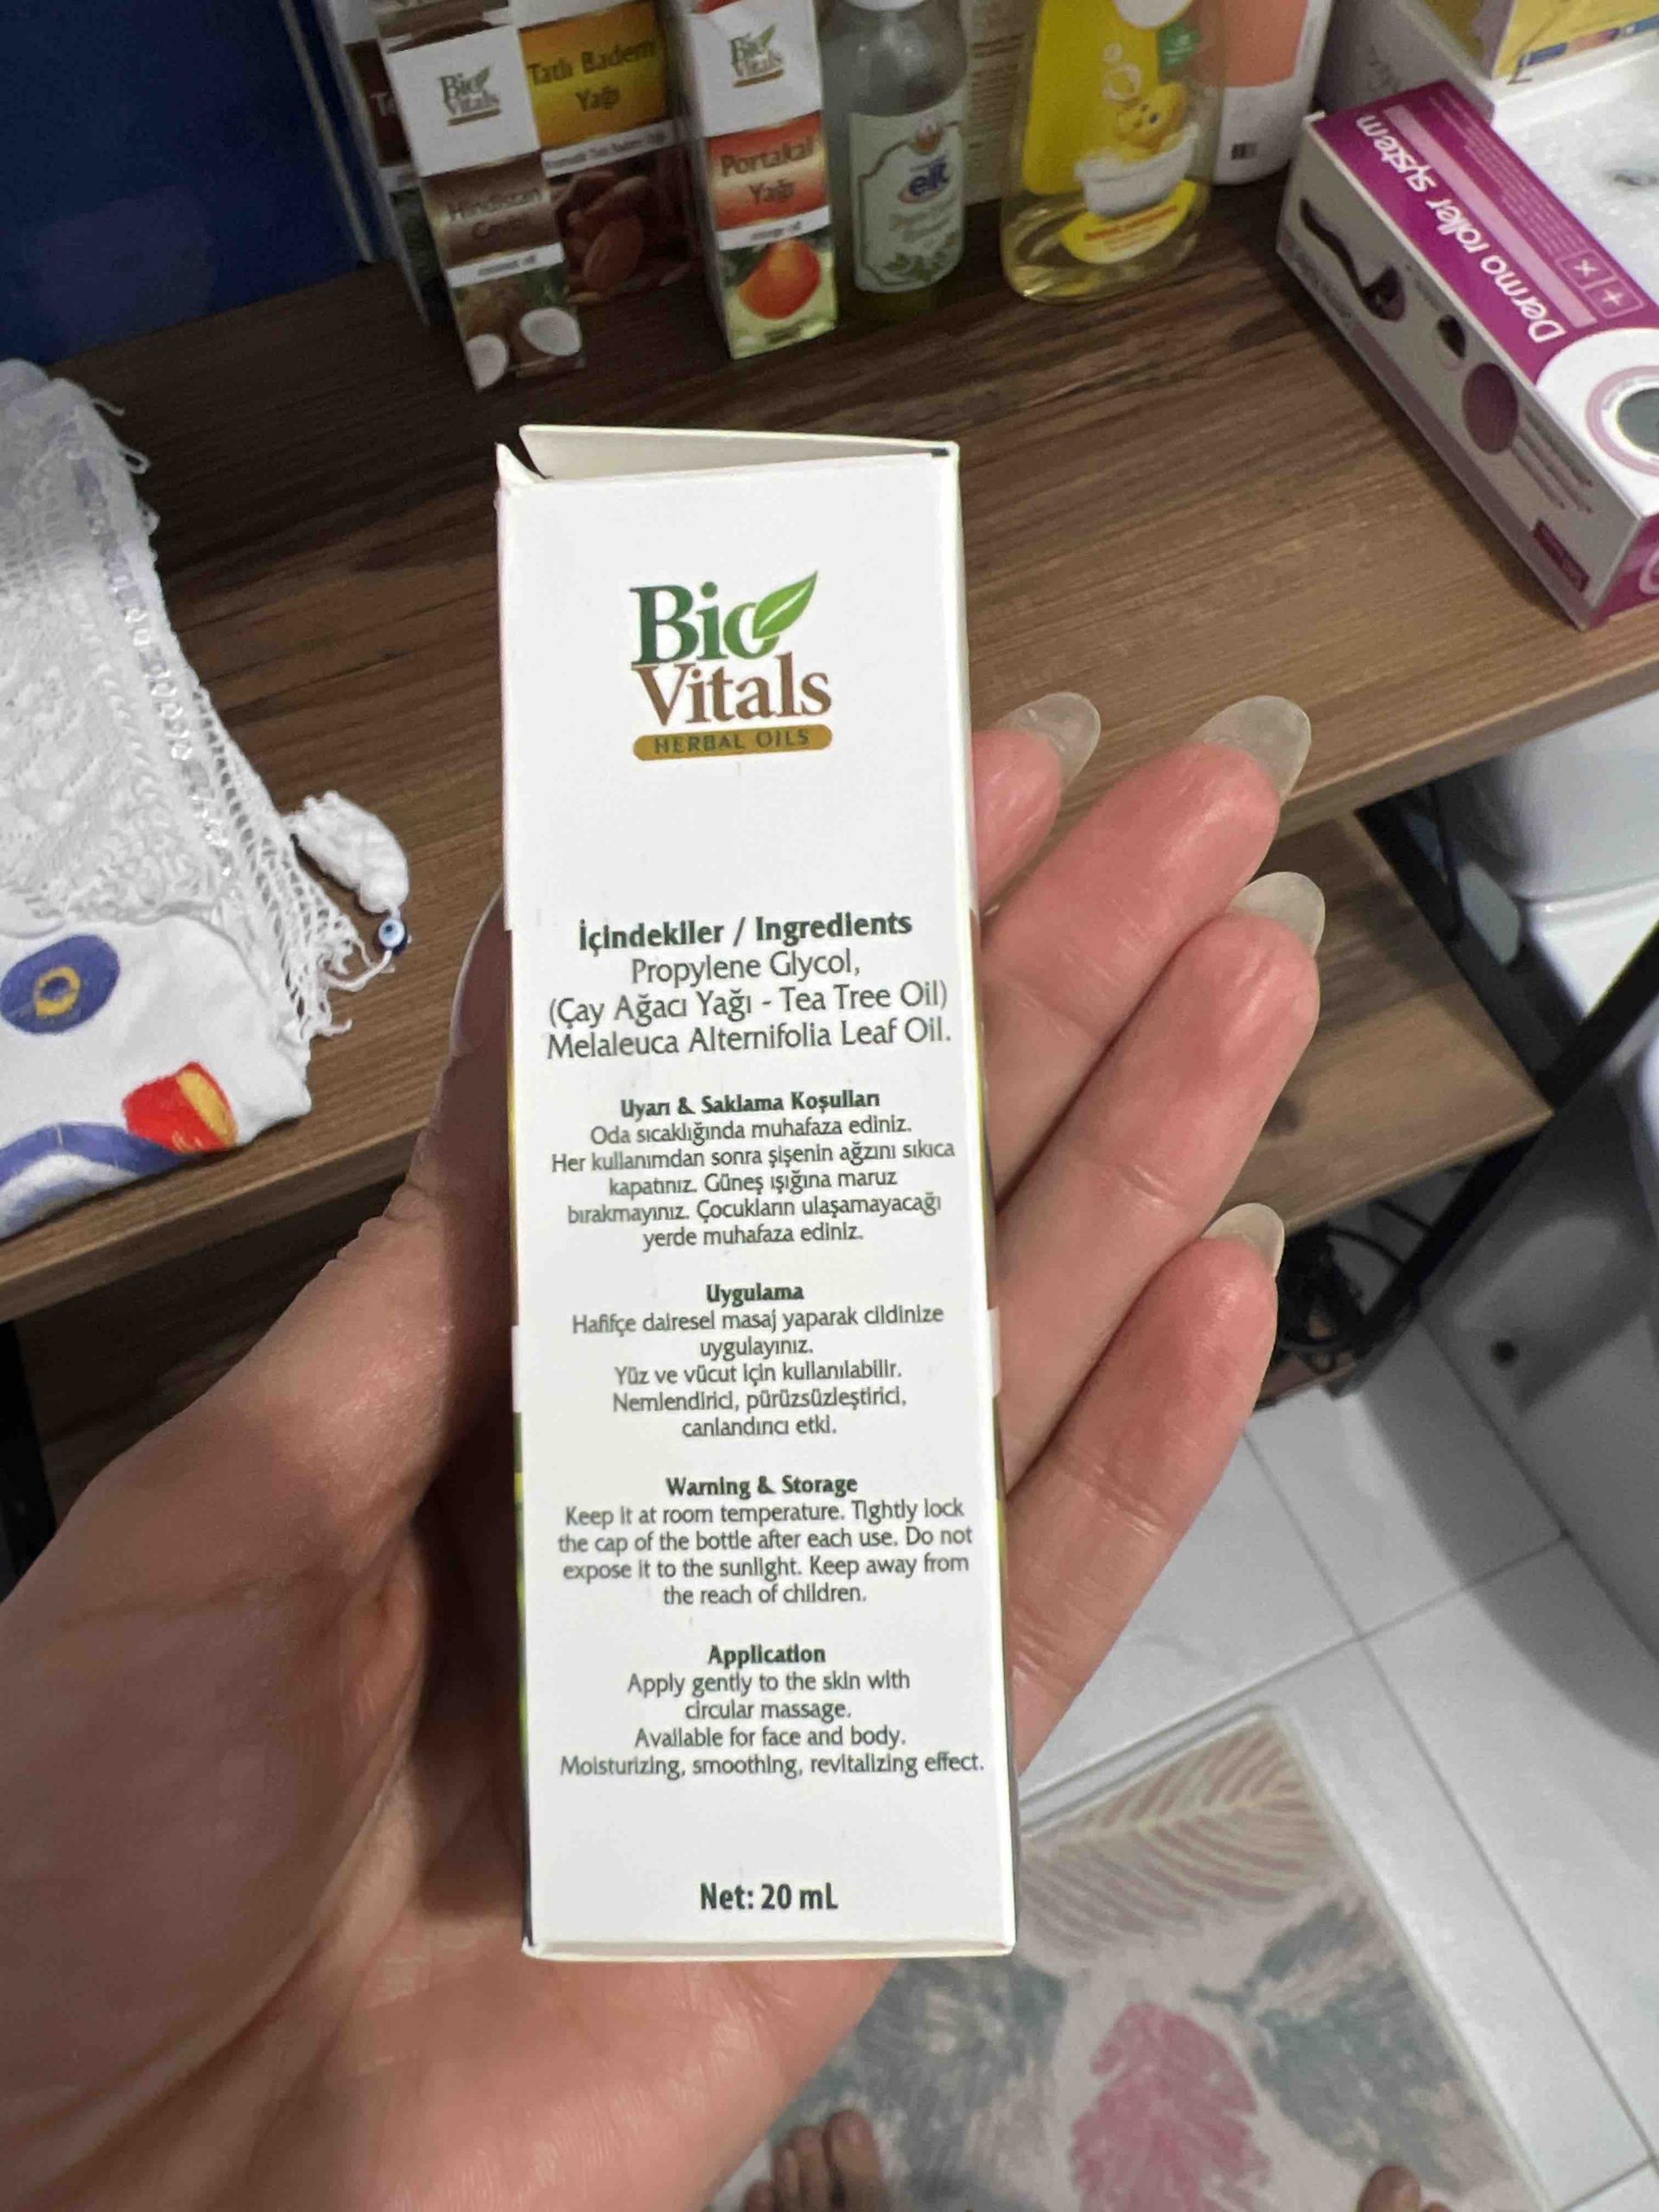 Bio
Vitals
Tatlı Badem
Yağı
Hindistan
Cevizi
Bio
Vitals
Portakal
Yağı
elit
Dermo roller system
Bio
Vitals
HERBAL OILS
İçindekiler / Ingredients
Propylene Glycol,
(Çay Ağacı Yağı - Tea Tree Oil)
Melaleuca Alternifolia Leaf Oil.
Uyarı & Saklama Koşulları
Oda sıcaklığında muhafaza ediniz.
Her kullanımdan sonra şişenin ağzını sıkıca
kapatınız. Güneş ışığına maruz
bırakmayınız. Çocukların ulaşamayacağı
yerde muhafaza ediniz.
Uygulama
Hafifçe dairesel masaj yaparak cildinize
uygulayınız.
Yüz ve vücut için kullanılabilir.
Nemlendirici, pürüzsüzleştirici,
canlandırıcı etki.
Warning & Storage
Keep it at room temperature. Tightly lock
the cap of the bottle after each use. Do not
expose it to the sunlight. Keep away from
the reach of children.
Application
Apply gently to the skin with
circular massage.
Available for face and body.
Moisturizing, smoothing, revitalizing effect.
Net: 20 mL